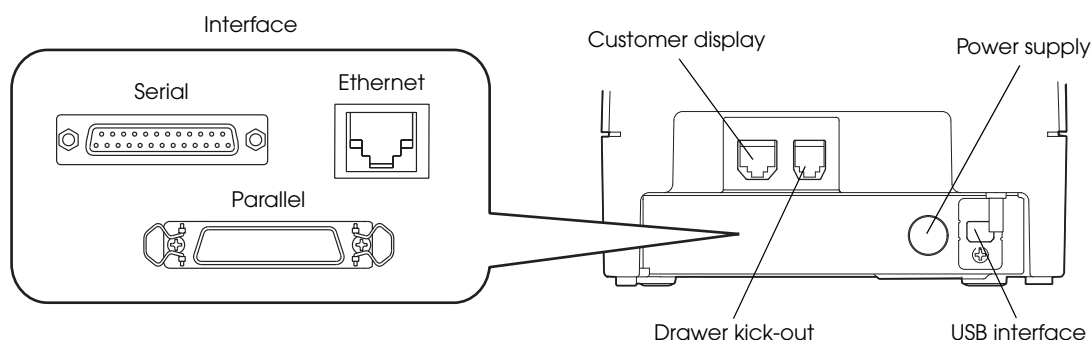 Interface
Serial
Ethernet
Parallel
Customer display
Power supply
Drawer kick-out
USB interface